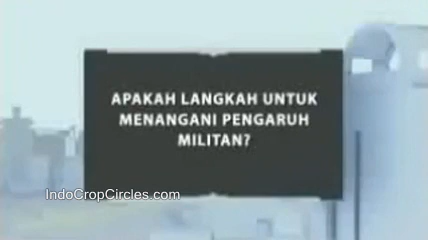 APAKAH LANGKAH UNTUK
MENANGANI PENGARUH
MILITAN?
IndoCropCircles.com